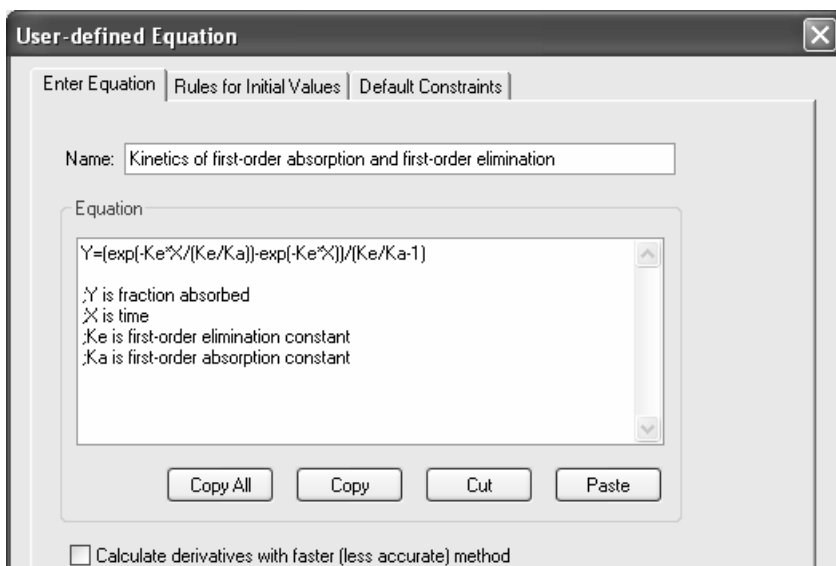 User-defined Equation
Enter Equation Rules for Initial Values Default Constraints
Name: Kinetics of first-order absorption and first-order elimination
Equation
Y=(exp(-Ke*X/(Ke/Ka))-exp(-Ke*X))/(Ke/Ka-1)
;Y is fraction absorbed
;X is time
;Ke is first-order elimination constant
;Ka is first-order absorption constant
Copy All Copy Cut Paste
Calculate derivatives with faster (less accurate) method